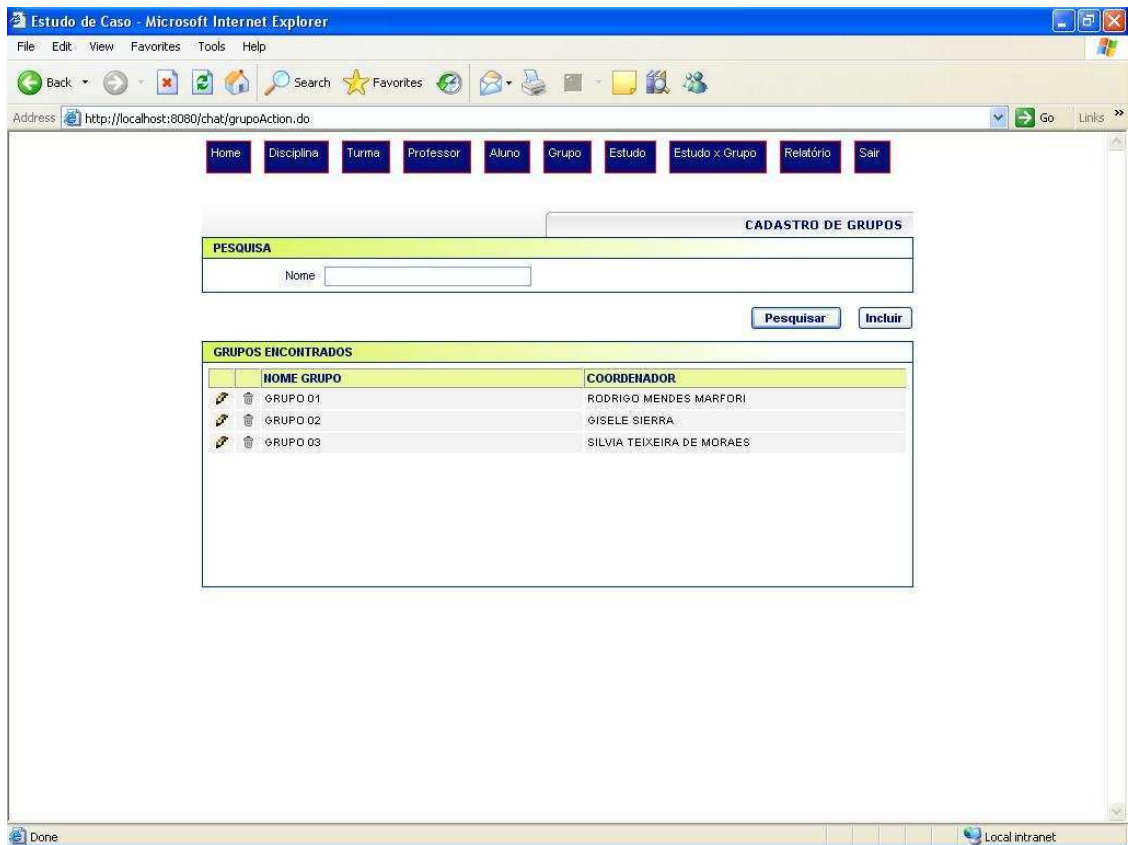 Estudo de Caso - Microsoft Internet Explorer
File Edit View Favorites Tools Help
Back Search Favorites
Address http://localhost:8080/chat/grupoAction.do Go Links »
Home Disciplina Turma Professor Aluno Grupo Estudo Estudo x Grupo Relatório Sair
CADASTRO DE GRUPOS
PESQUISA
Nome
Pesquisar Incluir
GRUPOS ENCONTRADOS
NOME GRUPO COORDENADOR
GRUPO 01 RODRIGO MENDES MARFORI
GRUPO 02 GISELE SIERRA
GRUPO 03 SILVIA TEIXEIRA DE MORAES
Done Local intranet